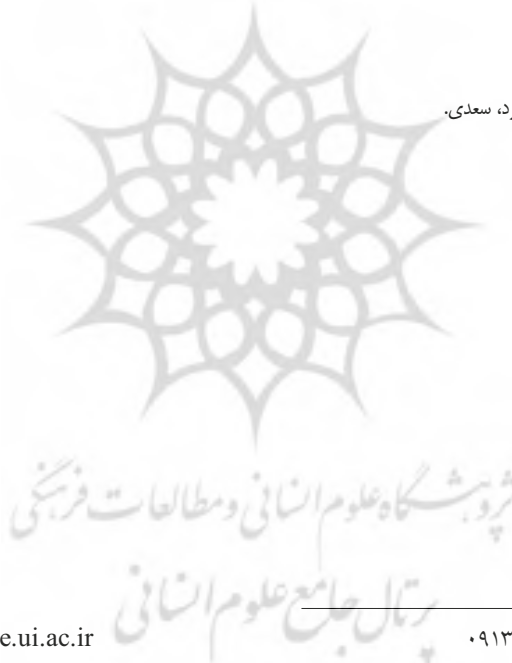 رد، سعدی.
پژوهشگاه علوم انسانی و مطالعات فرهنگی
پرتال جامع علوم انسانی
e.ui.ac.ir ۰۹۱۳